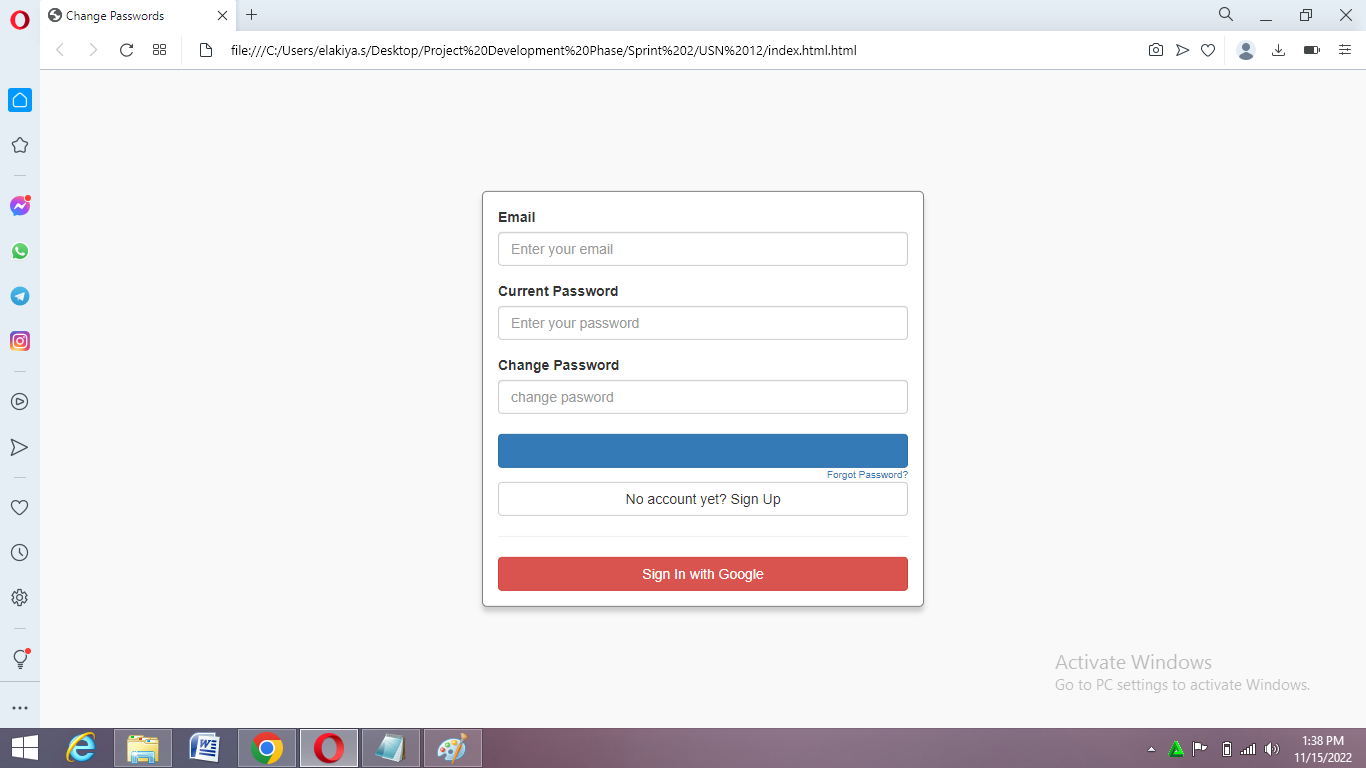 Change Passwords
file:///C:/Users/elakiya.s/Desktop/Project%20Development%20Phase/Sprint%202/USN%2012/index.html.html
Email
Enter your email
Current Password
Enter your password
Change Password
change pasword
Forgot Password?
No account yet? Sign Up
Sign In with Google
Activate Windows
Go to PC settings to activate Windows.
1:38 PM
11/15/2022